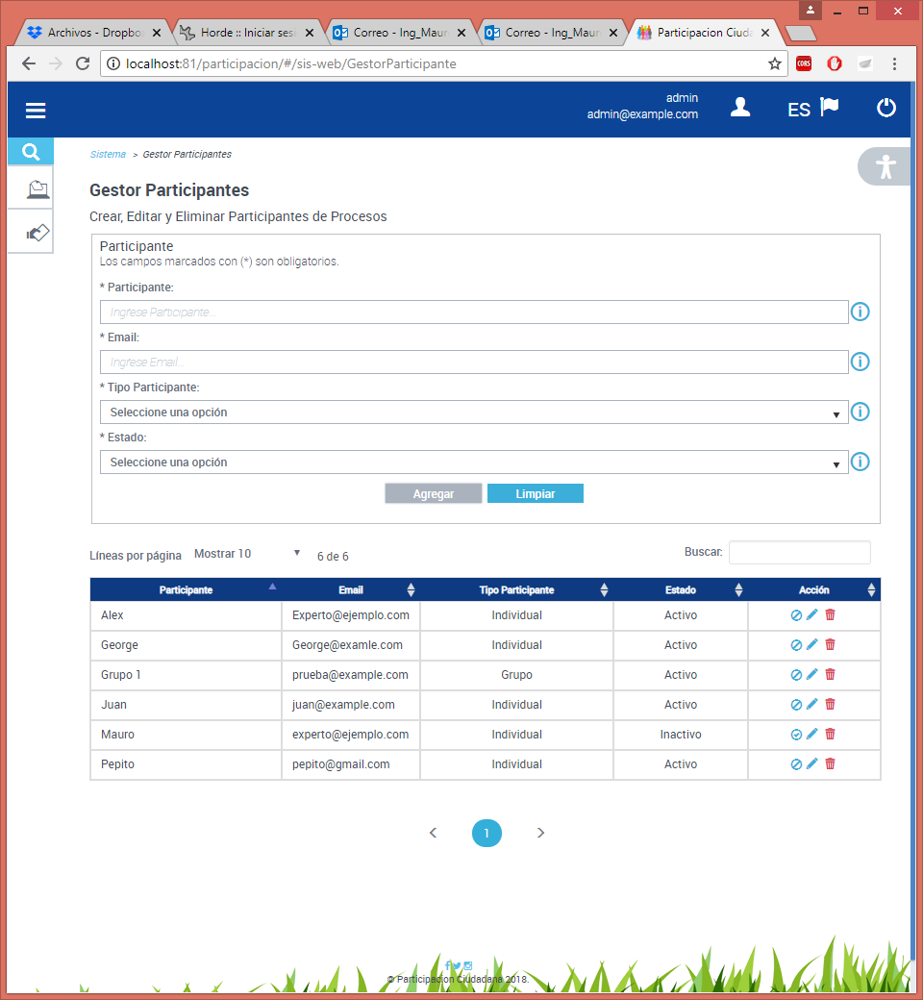 Archivos - Dropbo
Horde :: Iniciar ses
Correo - Ing_Mau
Correo - Ing_Mau
Participacion Ciuda
localhost:81/participacion/#/sis-web/GestorParticipante
CORS
admin
admin@example.com
ES
Sistema > Gestor Participantes
Gestor Participantes
Crear, Editar y Eliminar Participantes de Procesos
Participante
Los campos marcados con (*) son obligatorios.
* Participante:
Ingrese Participante...
* Email:
Ingrese Email...
* Tipo Participante:
Seleccione una opción
* Estado:
Seleccione una opción
Agregar Limpiar
Líneas por página Mostrar 10 6 de 6 Buscar:
Participante Email Tipo Participante Estado Acción
Alex Experto@ejemplo.com Individual Activo
George George@examle.com Individual Activo
Grupo 1 prueba@example.com Grupo Activo
Juan juan@example.com Individual Activo
Mauro experto@ejemplo.com Individual Inactivo
Pepito pepito@gmail.com Individual Activo
< 1 >
© Participacion Ciudadana 2018.